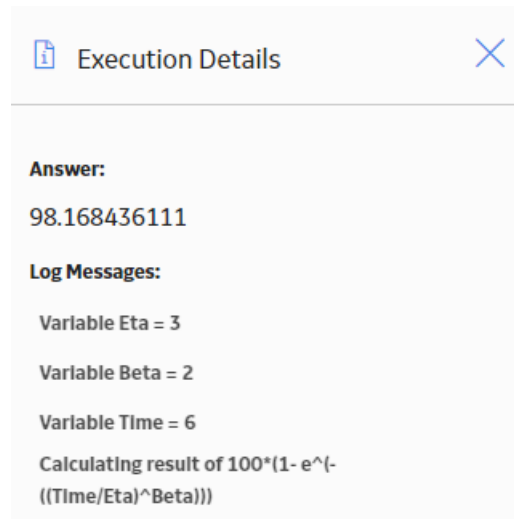 Execution Details
Answer:
98.168436111
Log Messages:
Variable Eta = 3
Variable Beta = 2
Variable Time = 6
Calculating result of 100*(1- e^(-
((Time/Eta)^Beta)))